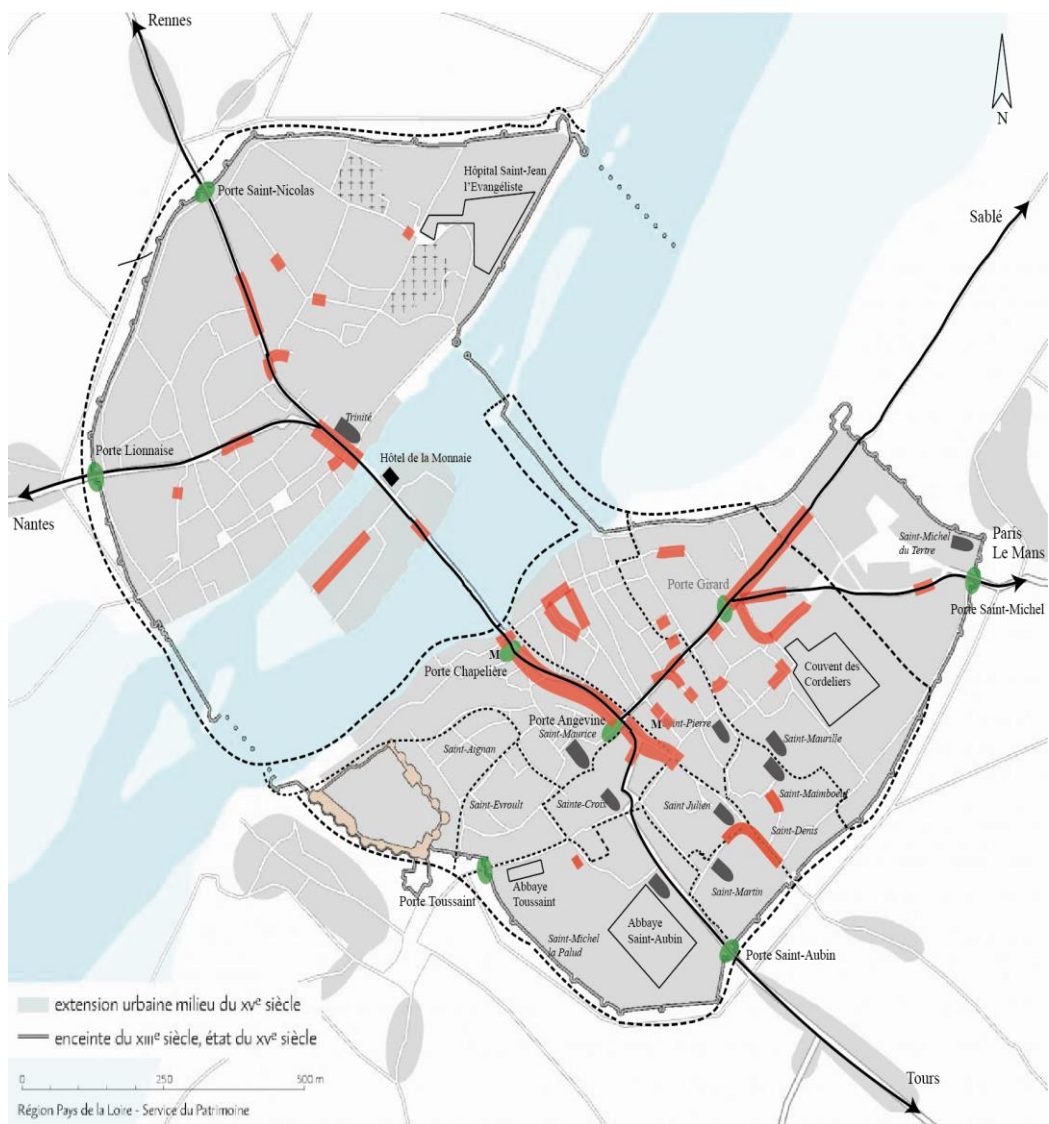 Rennes
N
Hôpital Saint-Jean
l'Evangéliste
Porte Saint-Nicolas
Sablé
Trinité
Porte Lionnaise
Hôtel de la Monnaie
Nantes
Saint-Michel
du Tertre
Paris
Le Mans
Porte Girard
Porte Saint-Michel
M
Porte Chapelière
Couvent des
Cordeliers
Porte Angevine
M
Saint-Maurice
Saint-Maurille
Saint-Aignan
Saint-Evroult
Sainte-Croix
Saint Julien
Saint-Maimboeuf
Saint-Denis
Saint-Martin
Abbaye
Toussaint
Porte Toussaint
Abbaye
Saint-Aubin
Saint-Michel
la Palud
Porte Saint-Aubin
extension urbaine milieu du XVe siècle
enceinte du XIIIe siècle, état du XVe siècle
0 250 500 m
Région Pays de la Loire - Service du Patrimoine
Tours